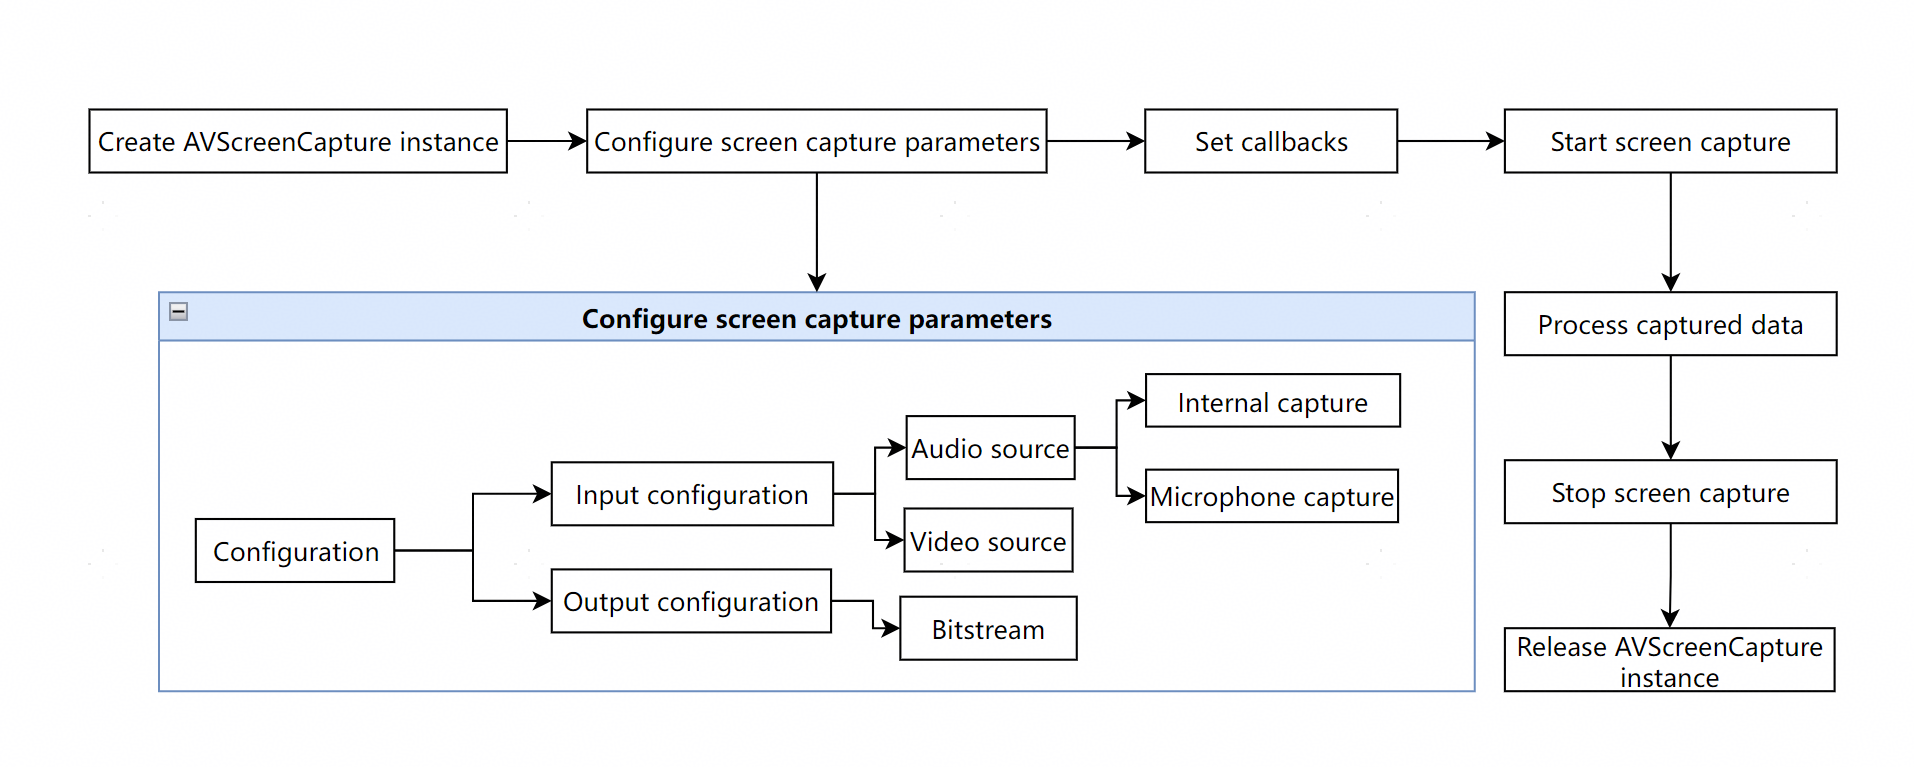 Create AVScreenCapture instance
Configure screen capture parameters
Set callbacks
Start screen capture
Configure screen capture parameters
Process captured data
Internal capture
Audio source
Input configuration
Microphone capture
Stop screen capture
Configuration
Video source
Output configuration
Bitstream
Release AVScreenCapture
instance